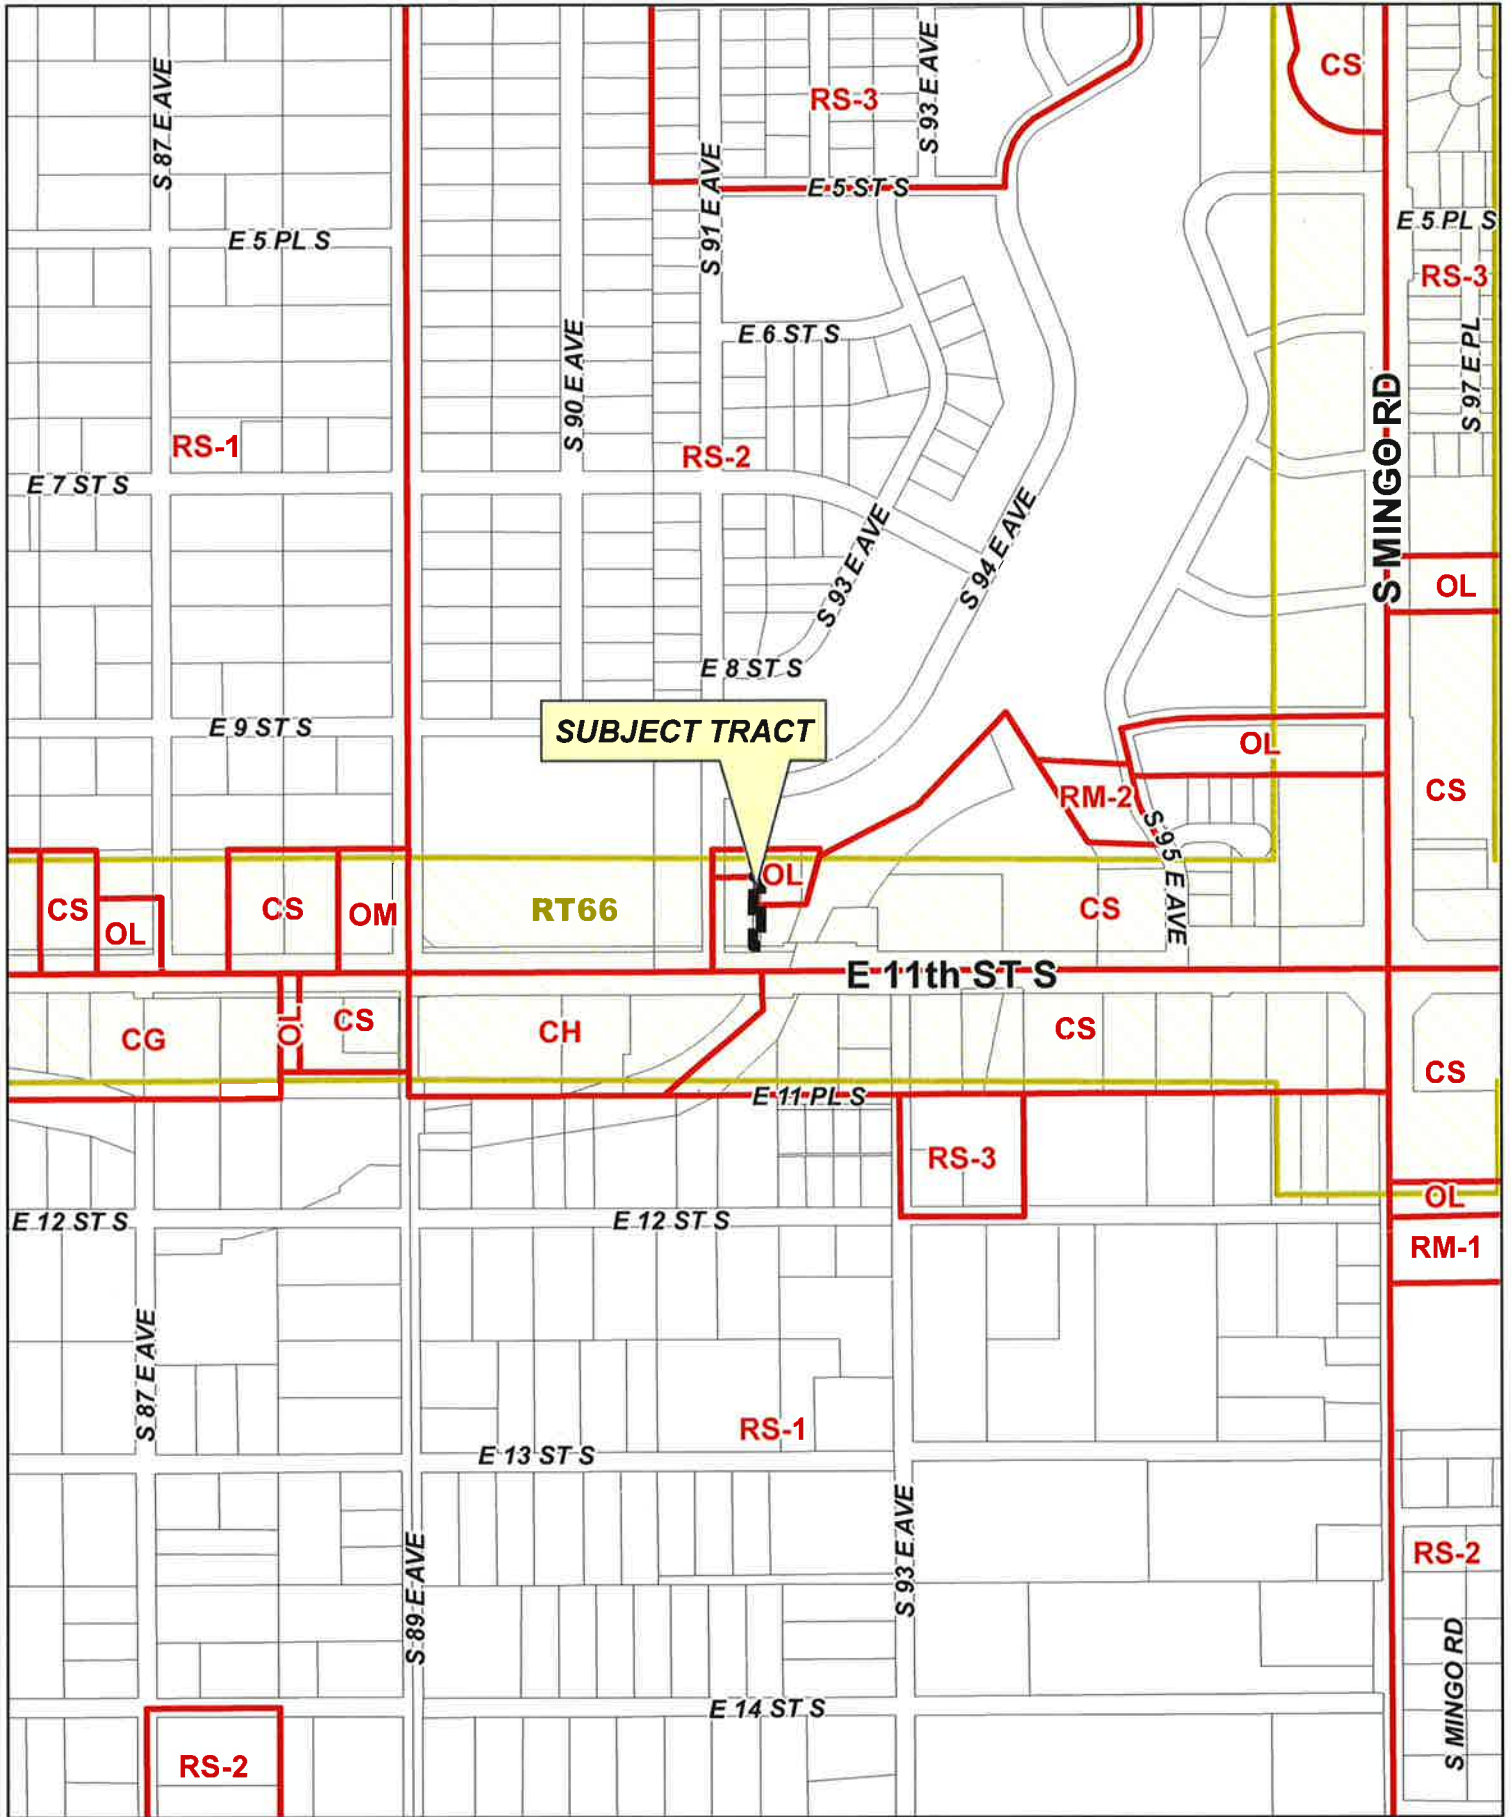 CS
S 87 E AVE
S 93 E AVE
RS-3
S 91 E AVE
E 5 ST S
E 5 PL S
E 5 PL S
RS-3
E 6 ST S
S 90 E AVE
S 97 E PL
S MINGO RD
RS-1
RS-2
E 7 ST S
S 93 E AVE
S 94 E AVE
OL
E 8 ST S
E 9 ST S
SUBJECT TRACT
OL
RM-2
CS
S 95 E AVE
OL
CS
OL
CS
OM
RT66
CS
E 11th ST S
CG
OL
CS
CH
CS
CS
E 11 PL S
RS-3
OL
E 12 ST S
E 12 ST S
RM-1
S 87 E AVE
RS-1
E 13 ST S
S 89 E AVE
S 93 E AVE
RS-2
S MINGO RD
E 14 ST S
RS-2